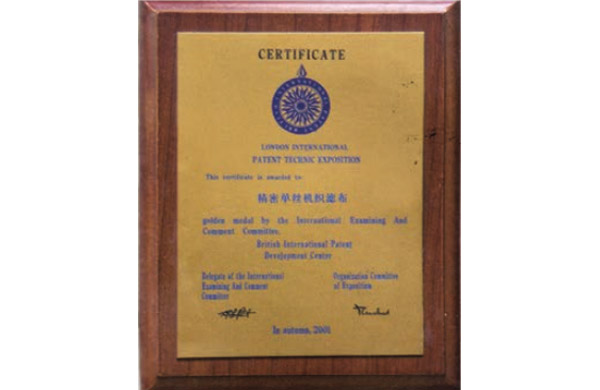 CERTIFICATE
LONDON INTERNATIONAL
PATENT TECHNIC EXPOSITION
This certificate is awarded to:
精密单丝机织滤布
golden medal by the International Examining And
Comment Committee.
British International Patent
Development Center
Delegate of the International
Examining And Comment
Committee
Organization Committee
of Exposition
In autumn, 2001